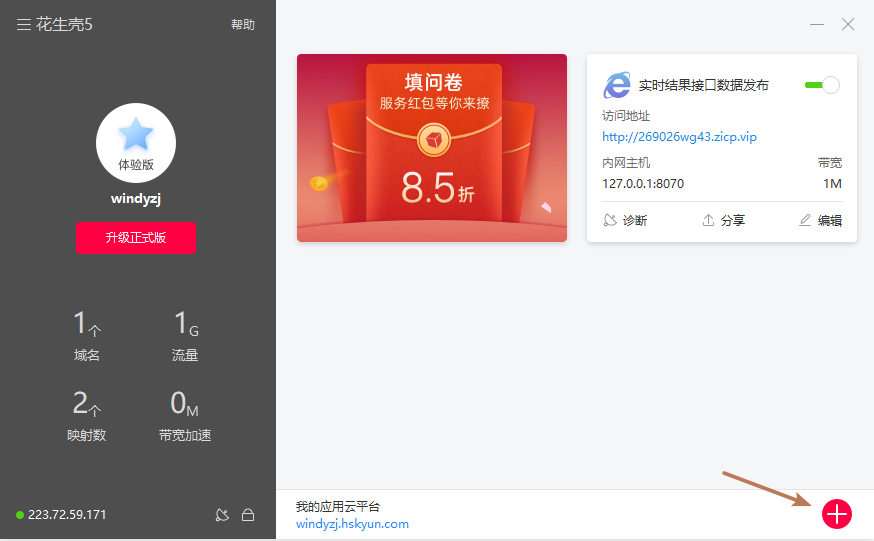 花生壳5
帮助
体验版
windyzj
升级正式版
1个
1G
域名
流量
2个
0M
映射数
带宽加速
223.72.59.171
填问卷
服务红包等你来撩
8.5折
实时结果接口数据发布
访问地址
http://269026wg43.zicp.vip
内网主机
带宽
127.0.0.1:8070
1M
诊断
分享
编辑
我的应用云平台
windyzj.hskyun.com